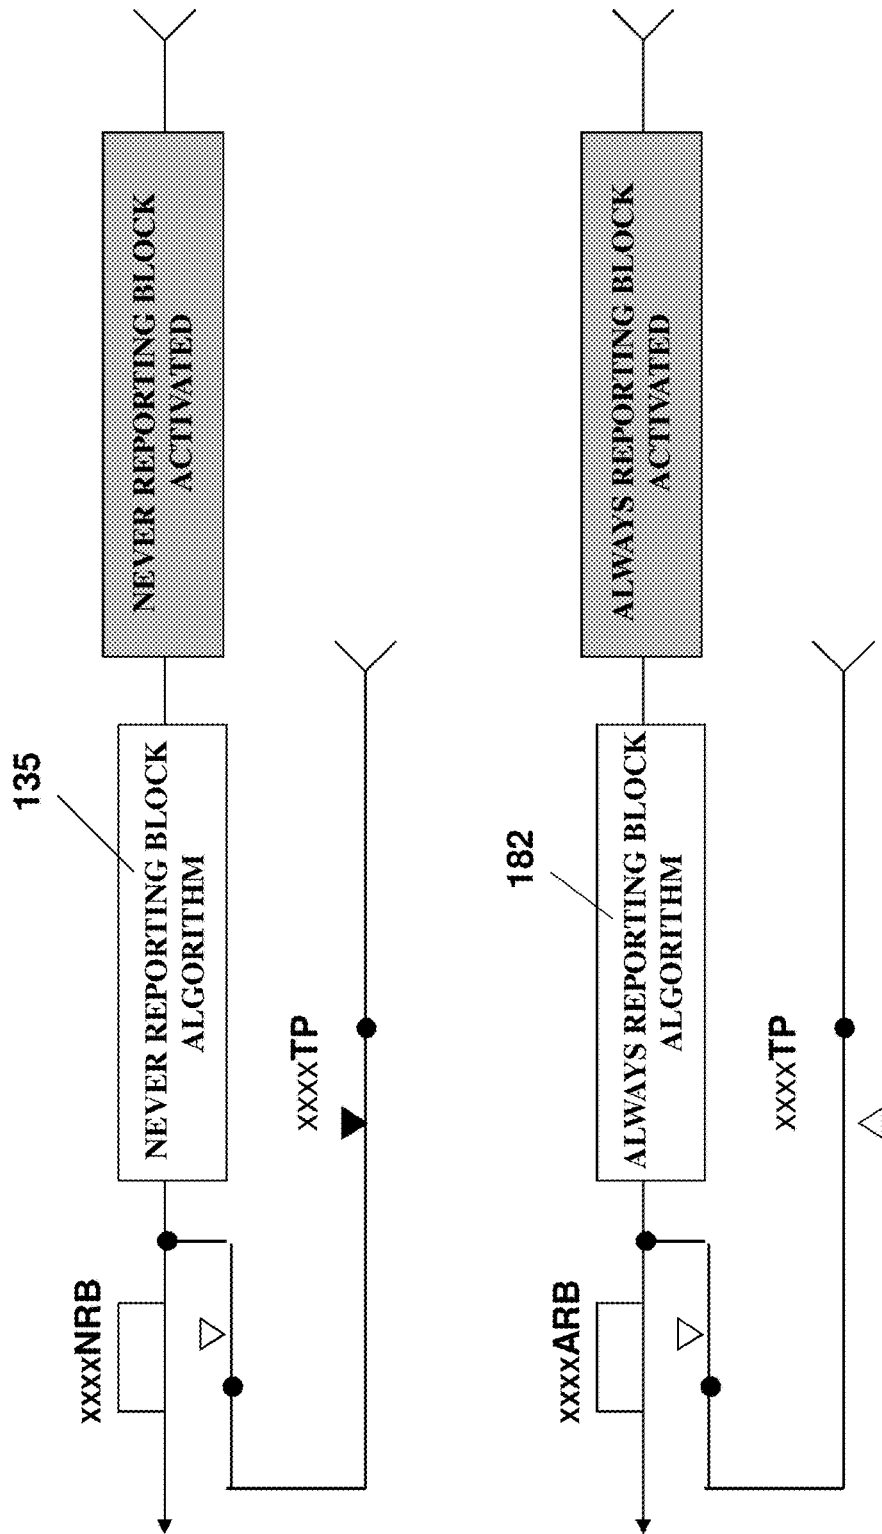 135
xxxxNRB
NEVER REPORTING BLOCK
ALGORITHM
NEVER REPORTING BLOCK
ACTIVATED
xxxxTP
182
xxxxARB
ALWAYS REPORTING BLOCK
ALGORITHM
ALWAYS REPORTING BLOCK
ACTIVATED
xxxxTP